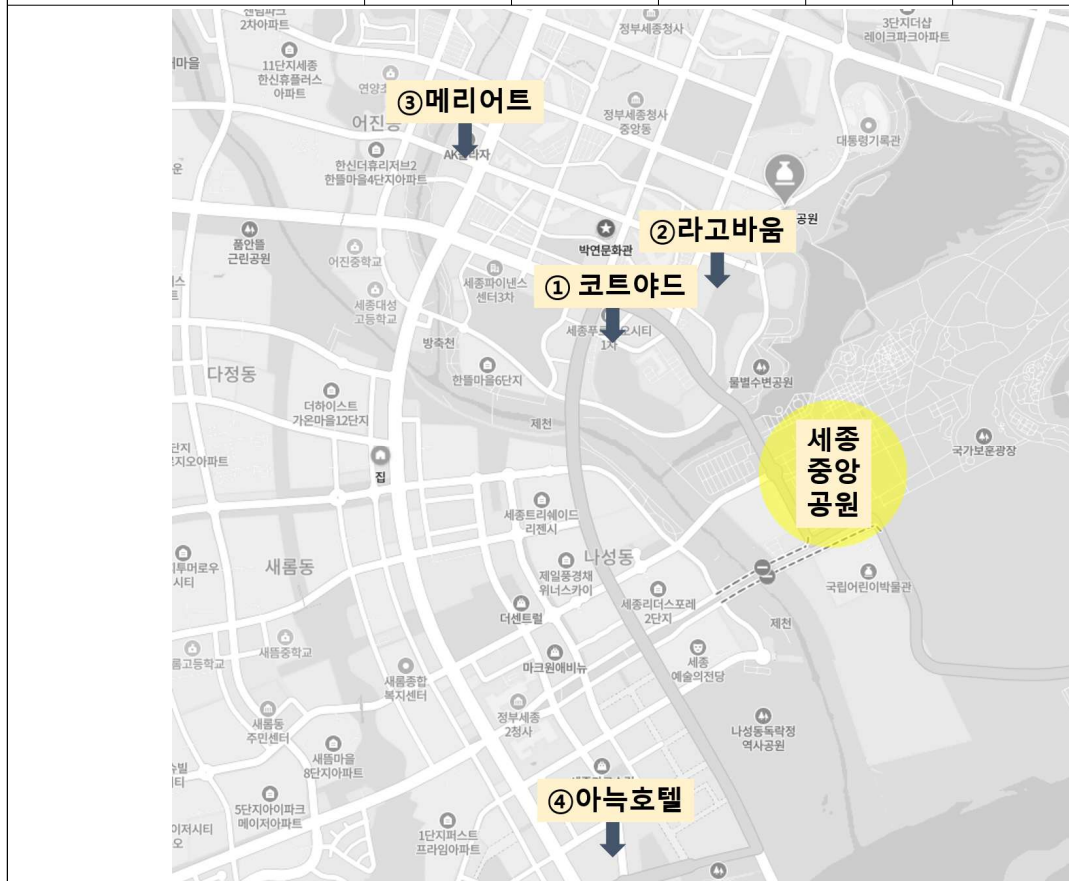 2차아파트
정부세종청사
3단지더샵
레이크파크아파트
11단지세종
한신휴플러스
아파트
③메리어트
어진동
정부세종청사
중앙동
대통령기록관
한신더휴리저브2
한뜰마을4단지아파트
공원
②라고바움
박연문화관
품안뜰
근린공원
어진중학교
세종파이낸스
센터3차
① 코트야드
세종대성
고등학교
1차
방축천
다정동
한뜰마을6단지
물별수변공원
더하이스트
가온마을12단지
제천
세종
중앙
공원
국가보훈광장
집
세종트리쉐이드
리젠시
새롬동
나성동
제일풍경채
위너스카이
국립어린이박물관
세종리더스포레
2단지
더센트럴
제천
새뜸중학교
마크원애비뉴
세종
예술의전당
새롬종합
복지센터
정부세종
2청사
새롬동
주민센터
나성동독락정
역사공원
새뜸마을
8단지아파트
④아늑호텔
5단지아이파크
메이저아파트
1단지퍼스트
프라임아파트